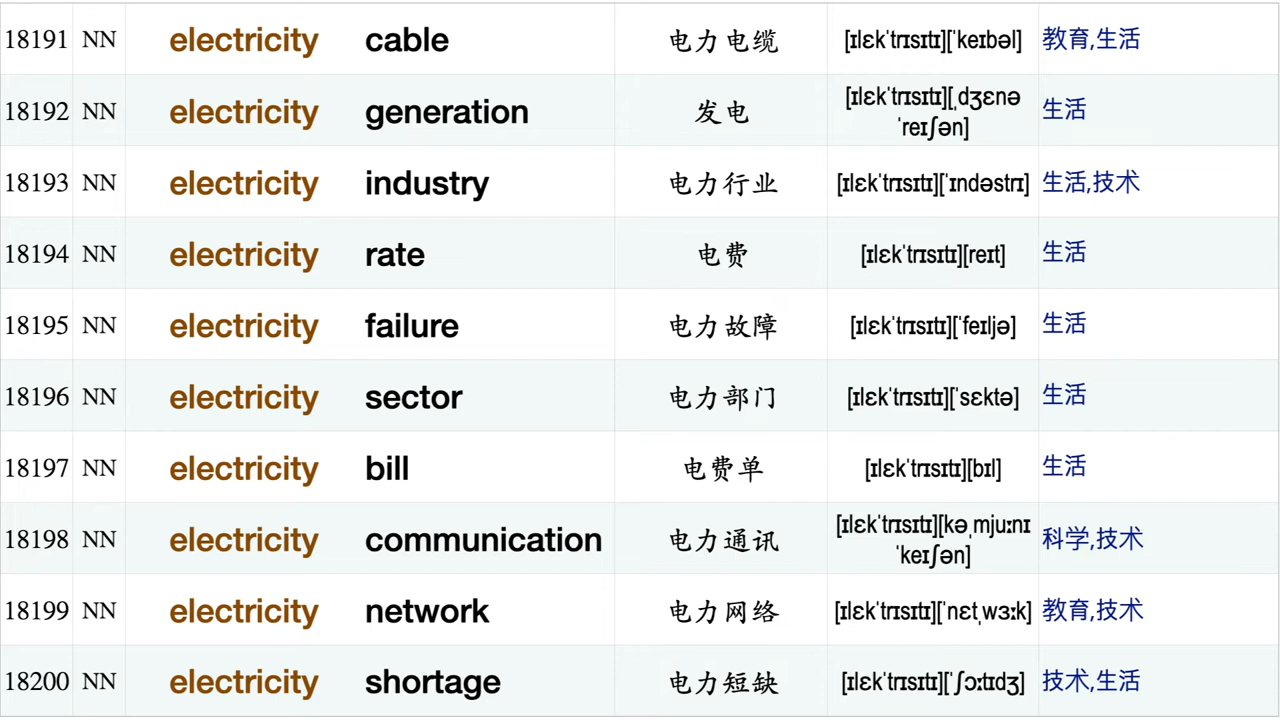 18191 NN electricity cable 电力电缆 [ɪlɛkˈtrɪsɪtɪ][ˈkeɪbəl] 教育,生活
18192 NN electricity generation 发电 [ɪlɛkˈtrɪsɪtɪ][ˌdʒɛnə
ˈreɪʃən] 生活
18193 NN electricity industry 电力行业 [ɪlɛkˈtrɪsɪtɪ][ˈɪndəstrɪ] 生活,技术
18194 NN electricity rate 电费 [ɪlɛkˈtrɪsɪtɪ][reɪt] 生活
18195 NN electricity failure 电力故障 [ɪlɛkˈtrɪsɪtɪ][ˈfeɪljə] 生活
18196 NN electricity sector 电力部门 [ɪlɛkˈtrɪsɪtɪ][ˈsɛktə] 生活
18197 NN electricity bill 电费单 [ɪlɛkˈtrɪsɪtɪ][bɪl] 生活
18198 NN electricity communication 电力通讯 [ɪlɛkˈtrɪsɪtɪ][kəˌmjuːnɪ
ˈkeɪʃən] 科学,技术
18199 NN electricity network 电力网络 [ɪlɛkˈtrɪsɪtɪ][ˈnɛtˌwɜːk] 教育,技术
18200 NN electricity shortage 电力短缺 [ɪlɛkˈtrɪsɪtɪ][ˈʃɔːtɪdʒ] 技术,生活